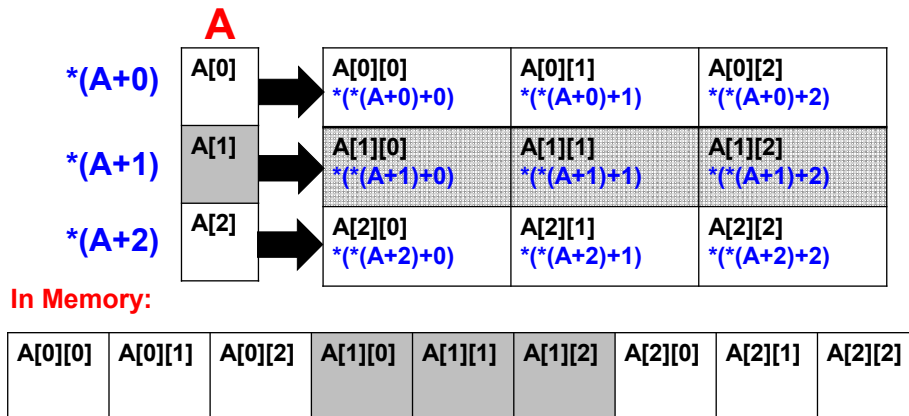 A
*(A+0) A[0] A[0][0] A[0][1] A[0][2]
*(*(A+0)+0) *(*(A+0)+1) *(*(A+0)+2)
*(A+1) A[1] A[1][0] A[1][1] A[1][2]
*(*(A+1)+0) *(*(A+1)+1) *(*(A+1)+2)
*(A+2) A[2] A[2][0] A[2][1] A[2][2]
*(*(A+2)+0) *(*(A+2)+1) *(*(A+2)+2)
In Memory:
A[0][0] A[0][1] A[0][2] A[1][0] A[1][1] A[1][2] A[2][0] A[2][1] A[2][2]